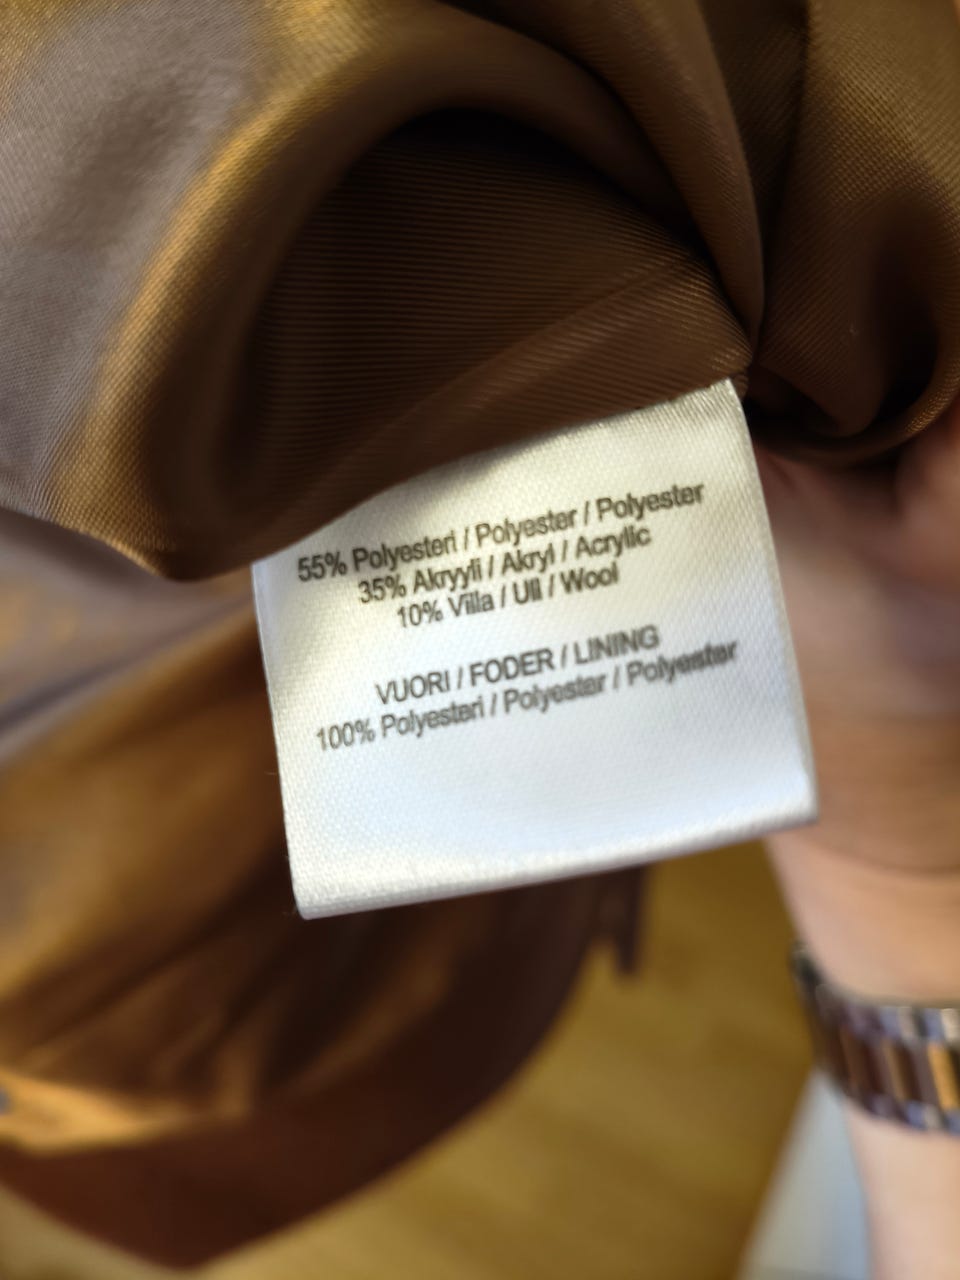 55% Polyesteri / Polyester / Polyester
35% Akryyli / Akryl / Acrylic
10% Villa / Ull / Wool
VUORI / FODER / LINING
100% Polyesteri / Polyester / Polyester